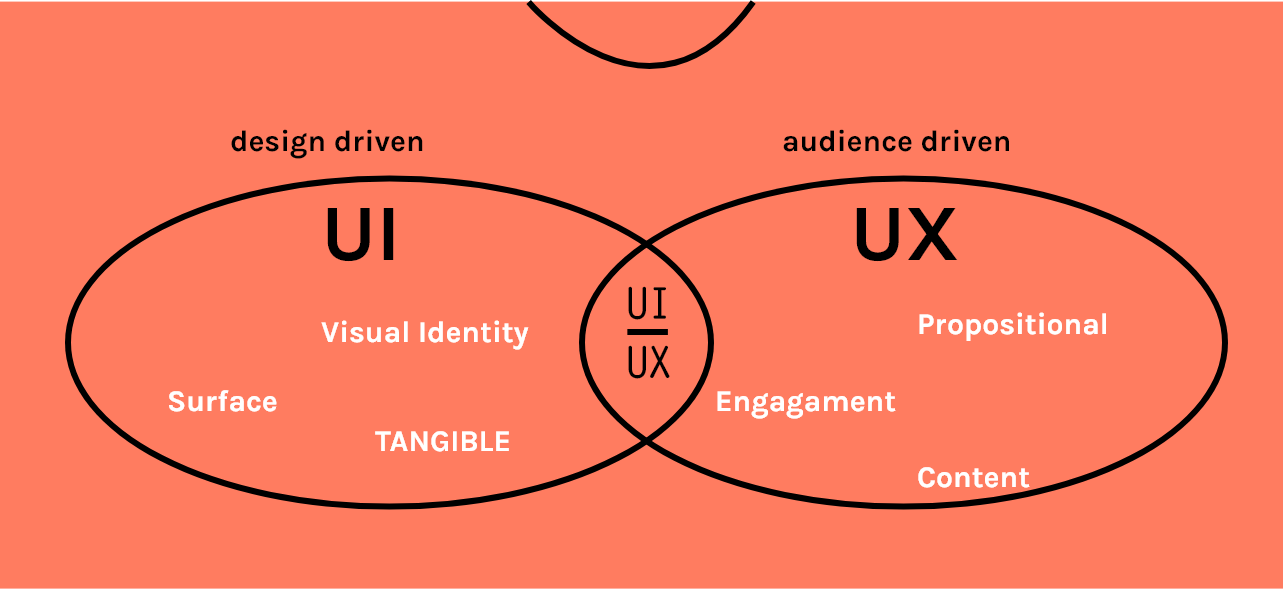 design driven
audience driven
UI
UX
UI
UX
Visual Identity
Propositional
Surface
Engagament
TANGIBLE
Content